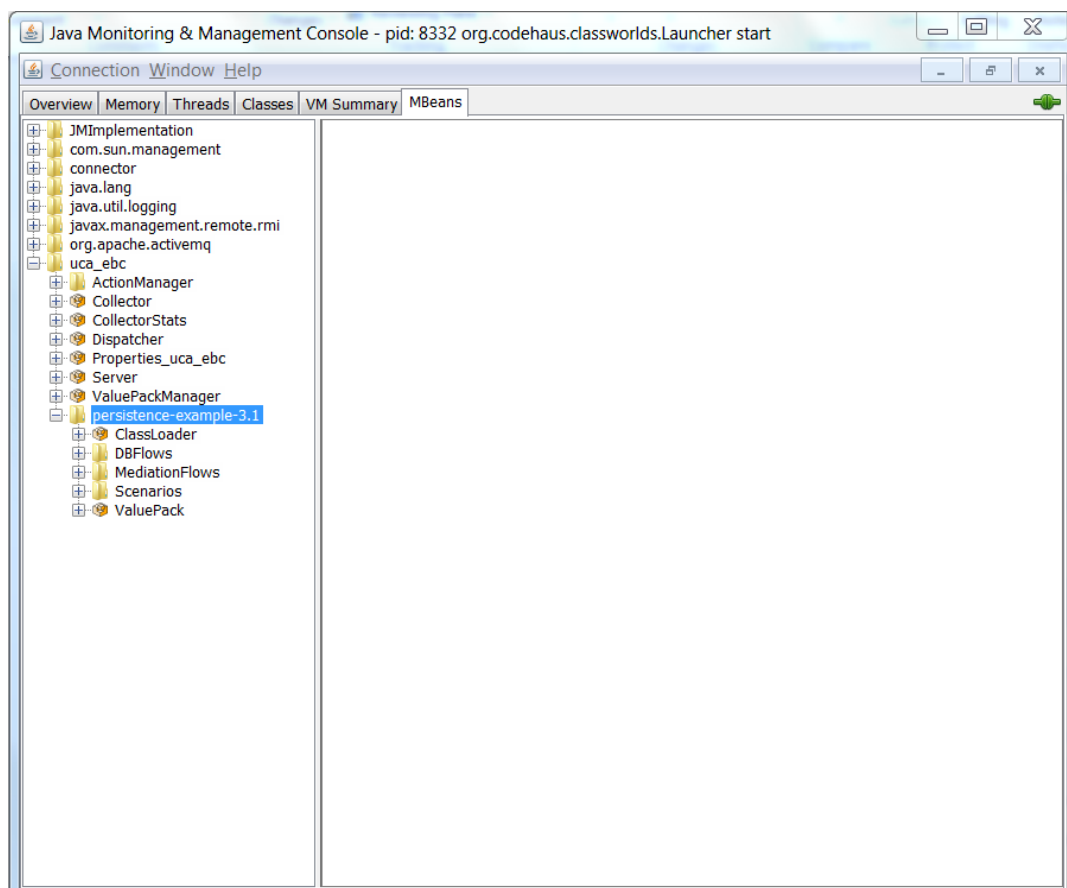 Java Monitoring & Management Console - pid: 8332 org.codehaus.classworlds.Launcher start
Connection Window Help
Overview Memory Threads Classes VM Summary MBeans
JMImplementation
com.sun.management
connector
java.lang
java.util.logging
javax.management.remote.rmi
org.apache.activemq
uca_ebc
ActionManager
Collector
CollectorStats
Dispatcher
Properties_uca_ebc
Server
ValuePackManager
persistence-example-3.1
ClassLoader
DBFlows
MediationFlows
Scenarios
ValuePack